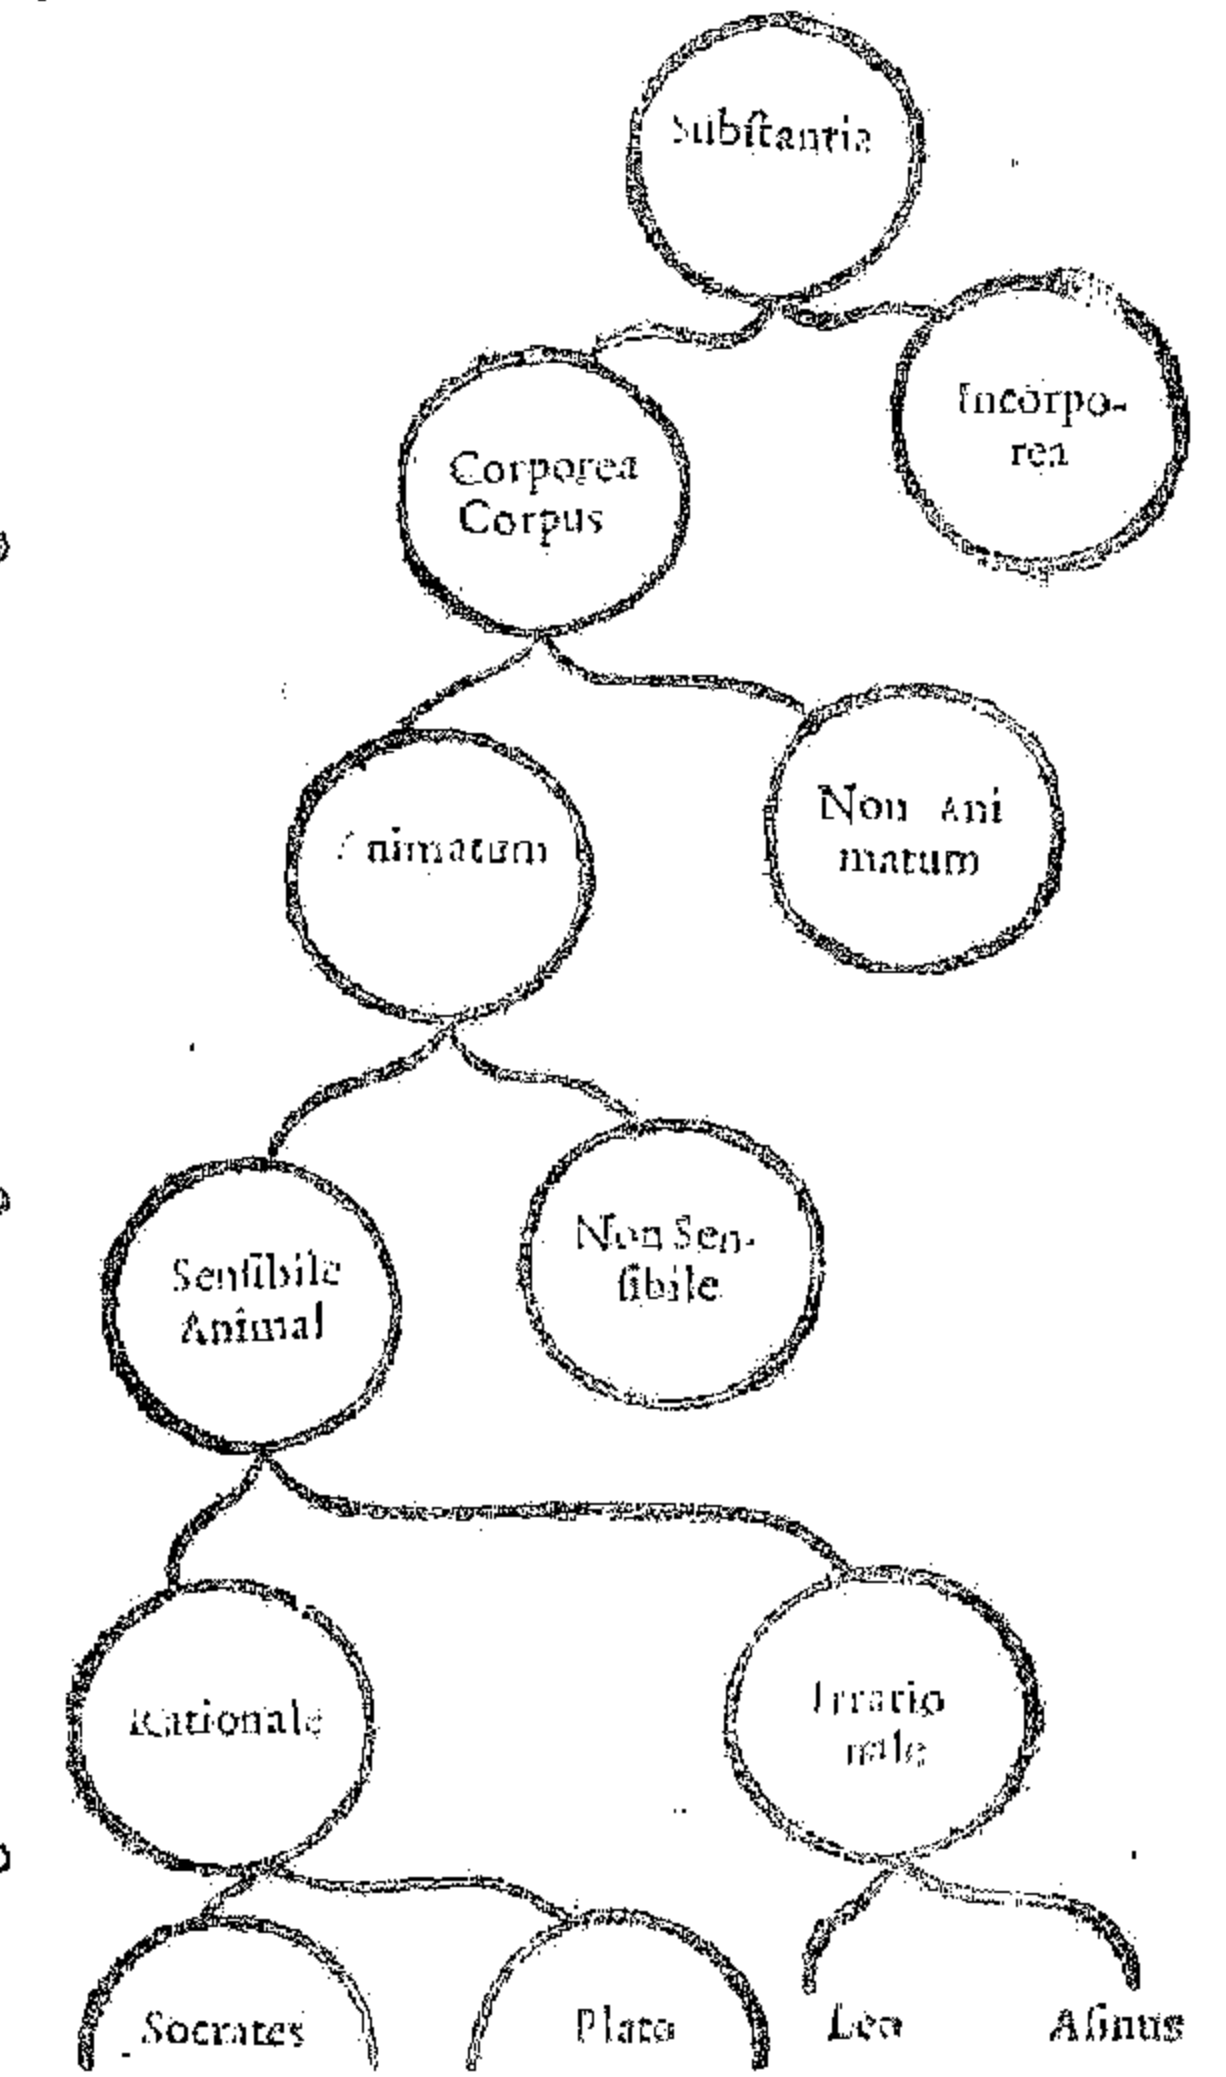 Subſtantia
Incorpo-
rea
Corporea
Corpus
Non Ani
matum
Animatum
Non Sen-
ſibile
Senſibile
Animal
Rationale
Irratio
nale
Socrates
Plato
Leo
Aſinus